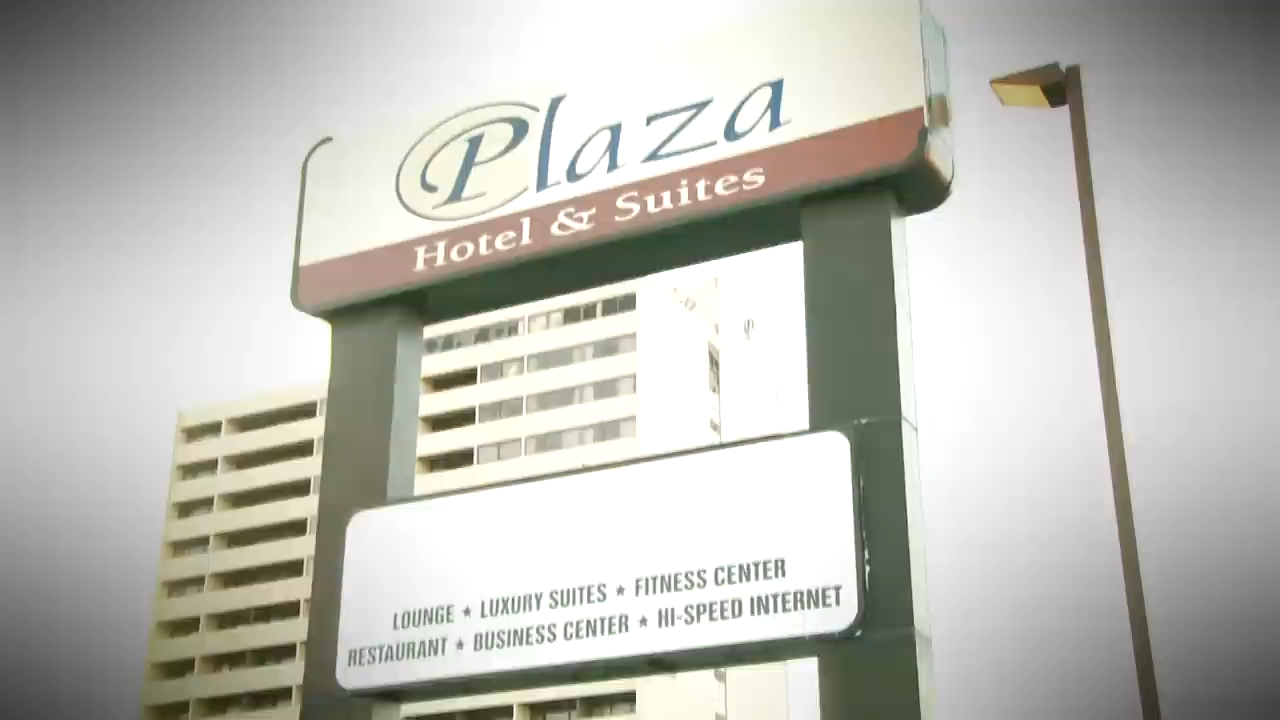 Plaza
Hotel & Suites
LOUNGE ★ LUXURY SUITES ★ FITNESS CENTER
RESTAURANT ★ BUSINESS CENTER ★ HI-SPEED INTERNET